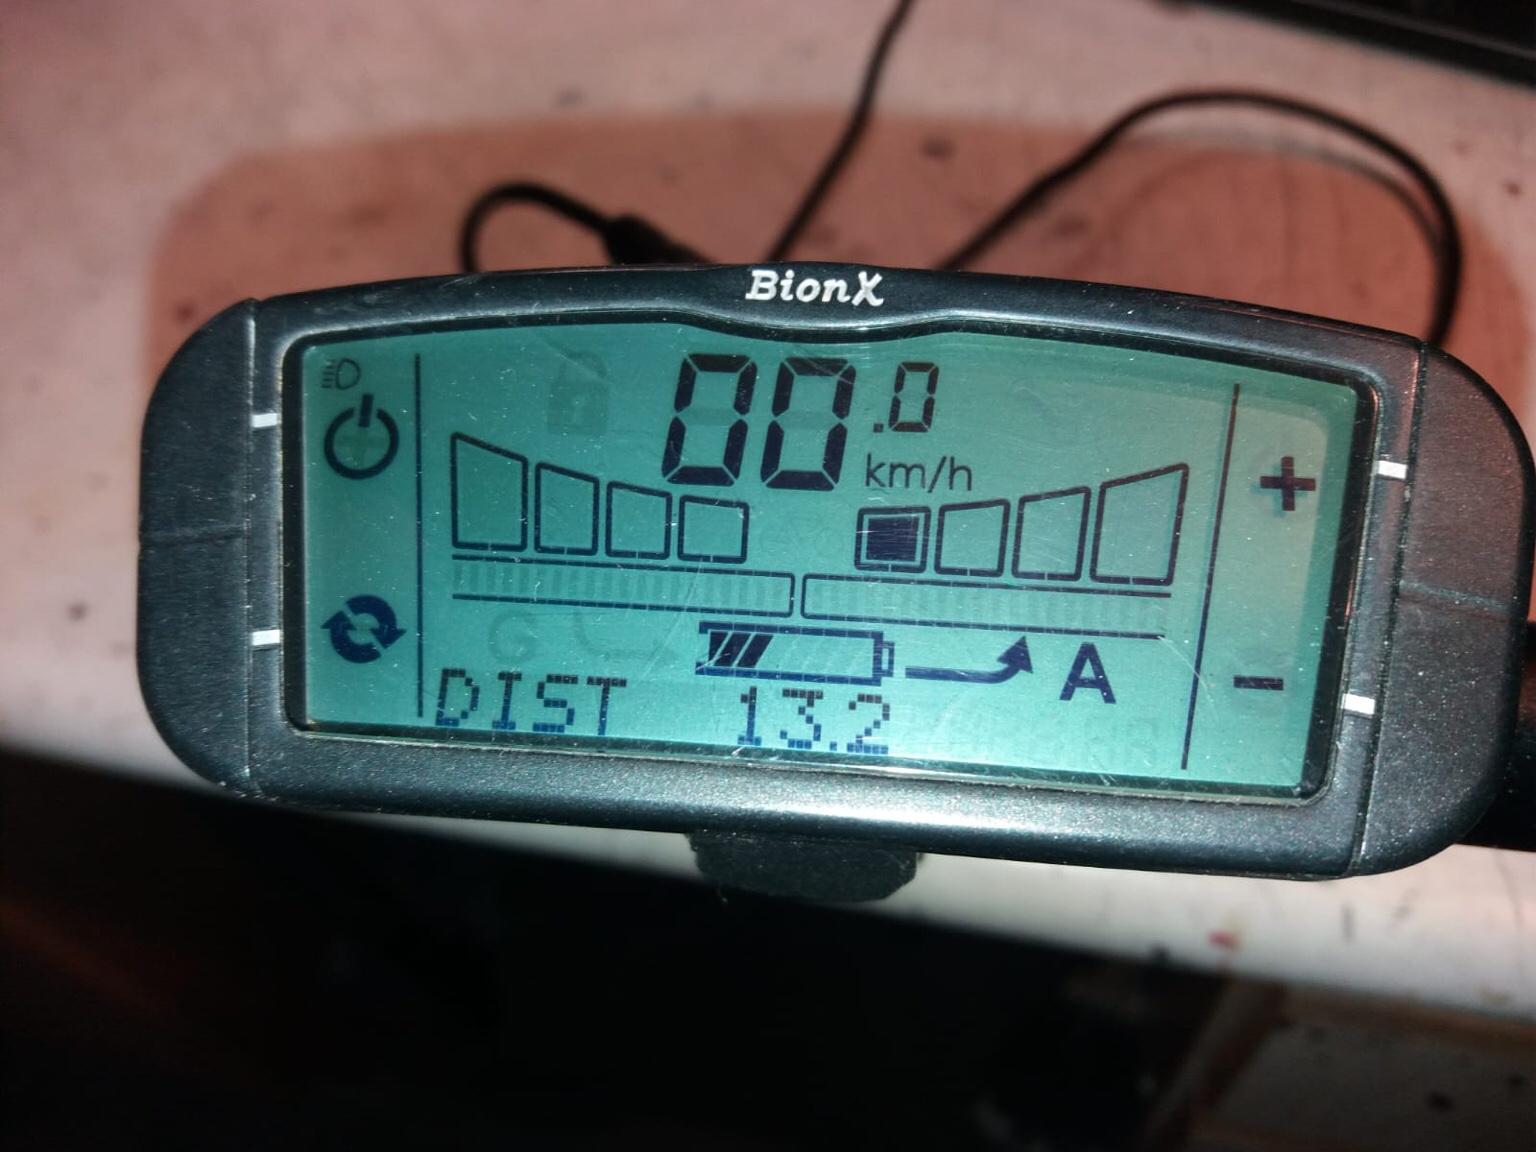 BionX
00.0
km/h
+
A
-
DIST 13.2